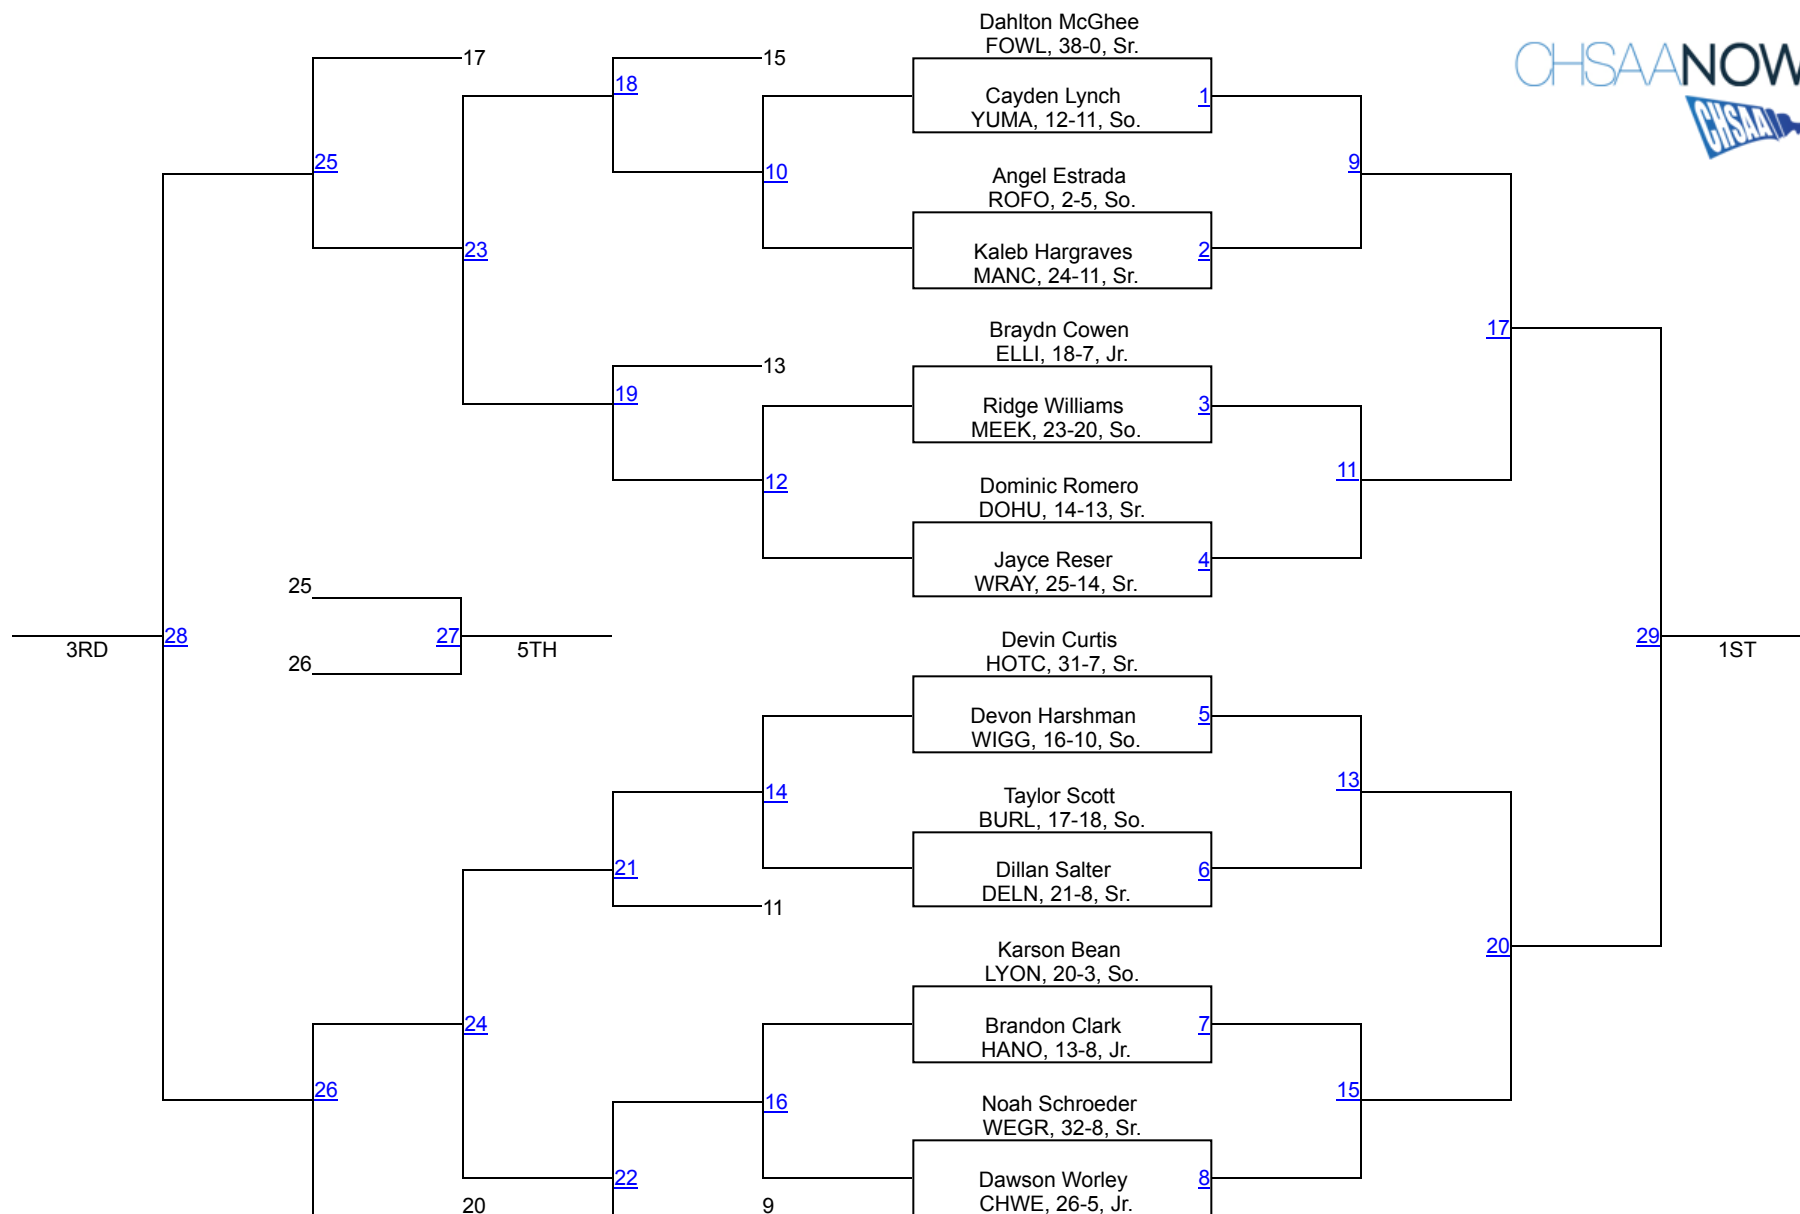 Dahlton McGhee
FOWL, 38-0, Sr.
CHSAANOW
CHSAA
17
15
18
Cayden Lynch
YUMA, 12-11, So.
1
25
10
Angel Estrada
ROFO, 2-5, So.
9
23
Kaleb Hargraves
MANC, 24-11, Sr.
2
Braydn Cowen
ELLI, 18-7, Jr.
17
13
19
Ridge Williams
MEEK, 23-20, So.
3
12
Dominic Romero
DOHU, 14-13, Sr.
11
Jayce Reser
WRAY, 25-14, Sr.
4
25
3RD
28
27
5TH
Devin Curtis
HOTC, 31-7, Sr.
29
1ST
26
Devon Harshman
WIGG, 16-10, So.
5
14
Taylor Scott
BURL, 17-18, So.
13
21
Dillan Salter
DELN, 21-8, Sr.
6
11
Karson Bean
LYON, 20-3, So.
20
24
Brandon Clark
HANO, 13-8, Jr.
7
26
16
Noah Schroeder
WEGR, 32-8, Sr.
15
22
Dawson Worley
CHWE, 26-5, Jr.
8
20
9